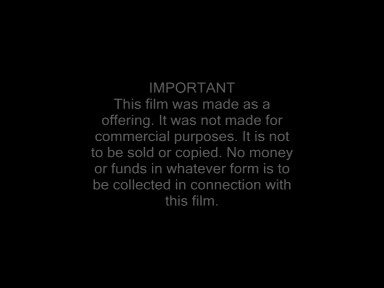 IMPORTANT
This film was made as a
offering. It was not made for
commercial purposes. It is not
to be sold or copied. No money
or funds in whatever form is to
be collected in connection with
this film.